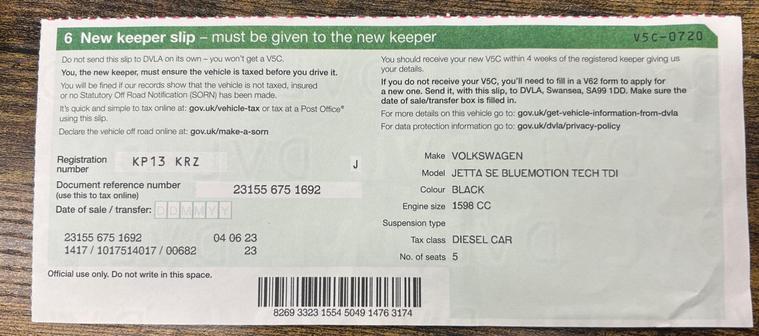 6 New keeper slip – must be given to the new keeper
V5C-0720
Do not send this slip to DVLA on its own – you won't get a V5C.
You, the new keeper, must ensure the vehicle is taxed before you drive it.
You will be fined if our records show that the vehicle is not taxed, insured
or no Statutory Off Road Notification (SORN) has been made.
It's quick and simple to tax online at: gov.uk/vehicle-tax or tax at a Post Office®
using this slip.
Declare the vehicle off road online at: gov.uk/make-a-sorn
You should receive your new V5C within 4 weeks of the registered keeper giving us
your details.
If you do not receive your V5C, you'll need to fill in a V62 form to apply for
a new one. Send it, with this slip, to DVLA, Swansea, SA99 1DD. Make sure the
date of sale/transfer box is filled in.
For more details on this vehicle go to: gov.uk/get-vehicle-information-from-dvla
For data protection information go to: gov.uk/dvla/privacy-policy
Registration
number
KP13 KRZ
J
Document reference number
(use this to tax online)
23155 675 1692
Date of sale / transfer: D D M M Y Y
23155 675 1692 04 06 23
1417 / 1017514017 / 00682 23
Official use only. Do not write in this space.
Make VOLKSWAGEN
Model JETTA SE BLUEMOTION TECH TDI
Colour BLACK
Engine size 1598 CC
Suspension type
Tax class DIESEL CAR
No. of seats 5
8269 3323 1554 5049 1476 3174